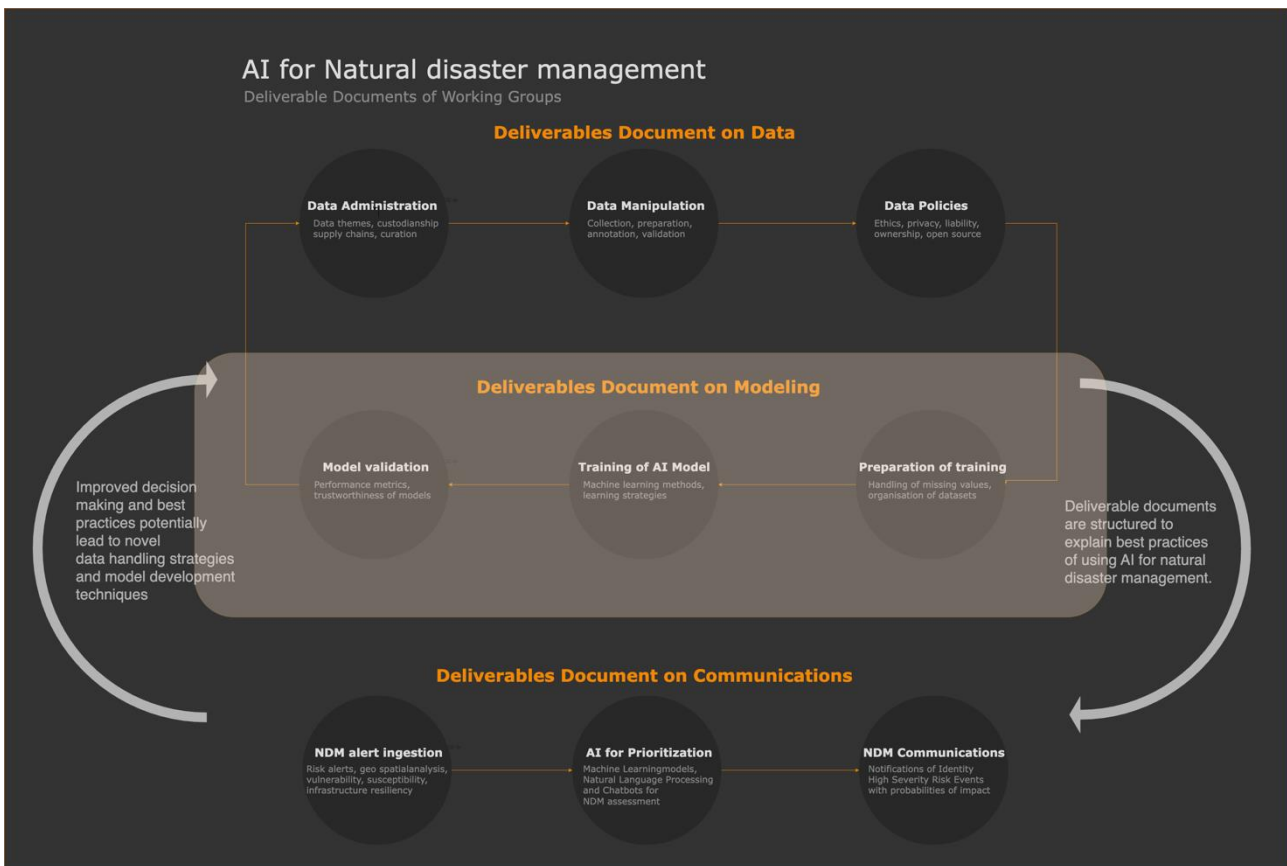 AI for Natural disaster management
Deliverable Documents of Working Groups
Deliverables Document on Data
Data Administration
Data themes, custodianship
supply chains, curation
Data Manipulation
Collection, preparation,
annotation, validation
Data Policies
Ethics, privacy, liability,
ownership, open source
Deliverables Document on Modeling
Model validation
Performance metrics,
trustworthiness of models
Training of AI Model
Machine learning methods,
learning strategies
Preparation of training
Handling of missing values,
organisation of datasets
Improved decision
making and best
practices potentially
lead to novel
data handling strategies
and model development
techniques
Deliverable documents
are structured to
explain best practices
of using AI for natural
disaster management.
Deliverables Document on Communications
NDM alert ingestion
Risk alerts, geo spatialanalysis,
vulnerability, susceptibility,
infrastructure resiliency
AI for Prioritization
Machine Learningmodels,
Natural Language Processing
and Chatbots for
NDM assessment
NDM Communications
Notifications of Identity
High Severity Risk Events
with probabilities of impact